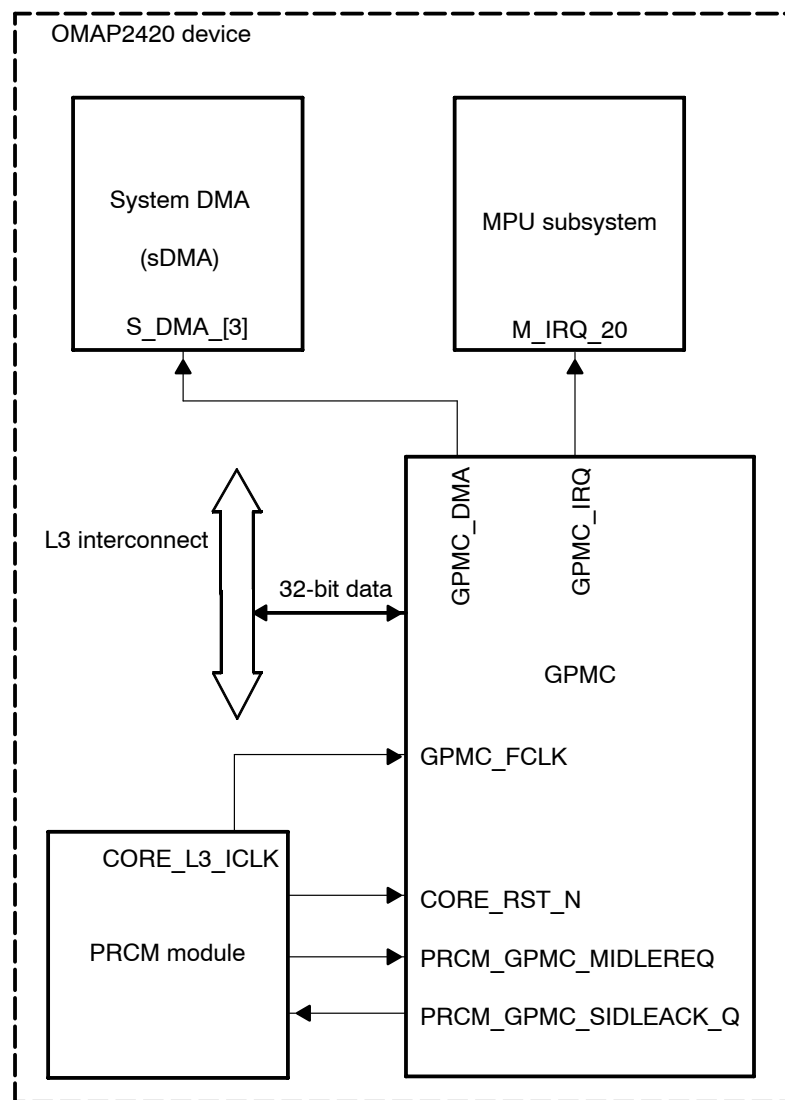 OMAP2420 device
System DMA
(sDMA)
S_DMA_[3]
MPU subsystem
M_IRQ_20
GPMC_DMA
GPMC_IRQ
L3 interconnect
32-bit data
GPMC
GPMC_FCLK
CORE_L3_ICLK
CORE_RST_N
PRCM module
PRCM_GPMC_MIDLEREQ
PRCM_GPMC_SIDLEACK_Q